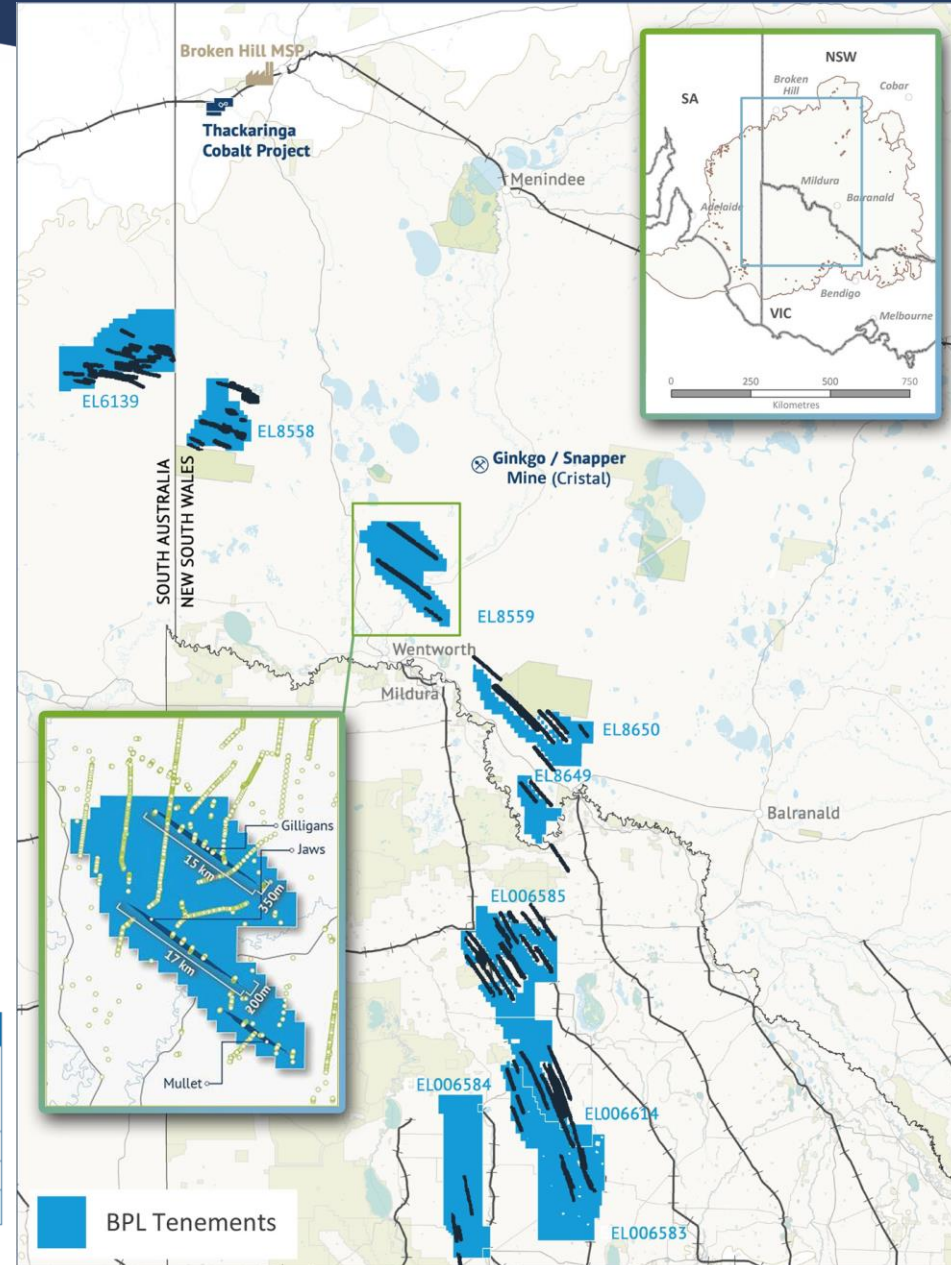 Broken Hill MSP
Thackaringa
Cobalt Project
Menindee
NSW
SA
Broken
Hill
Cobar
Mildura
Balranald
Adelaide
Bendigo
VIC
Melbourne
0 250 500 750
Kilometres
EL6139
EL8558
SOUTH AUSTRALIA
NEW SOUTH WALES
Ginkgo / Snapper
Mine (Cristal)
EL8559
Wentworth
Mildura
EL8650
EL8649
Balranald
Gilligans
Jaws
15 km
350m
17 km
200m
Mullet
EL006585
EL006584
EL006614
EL006583
BPL Tenements